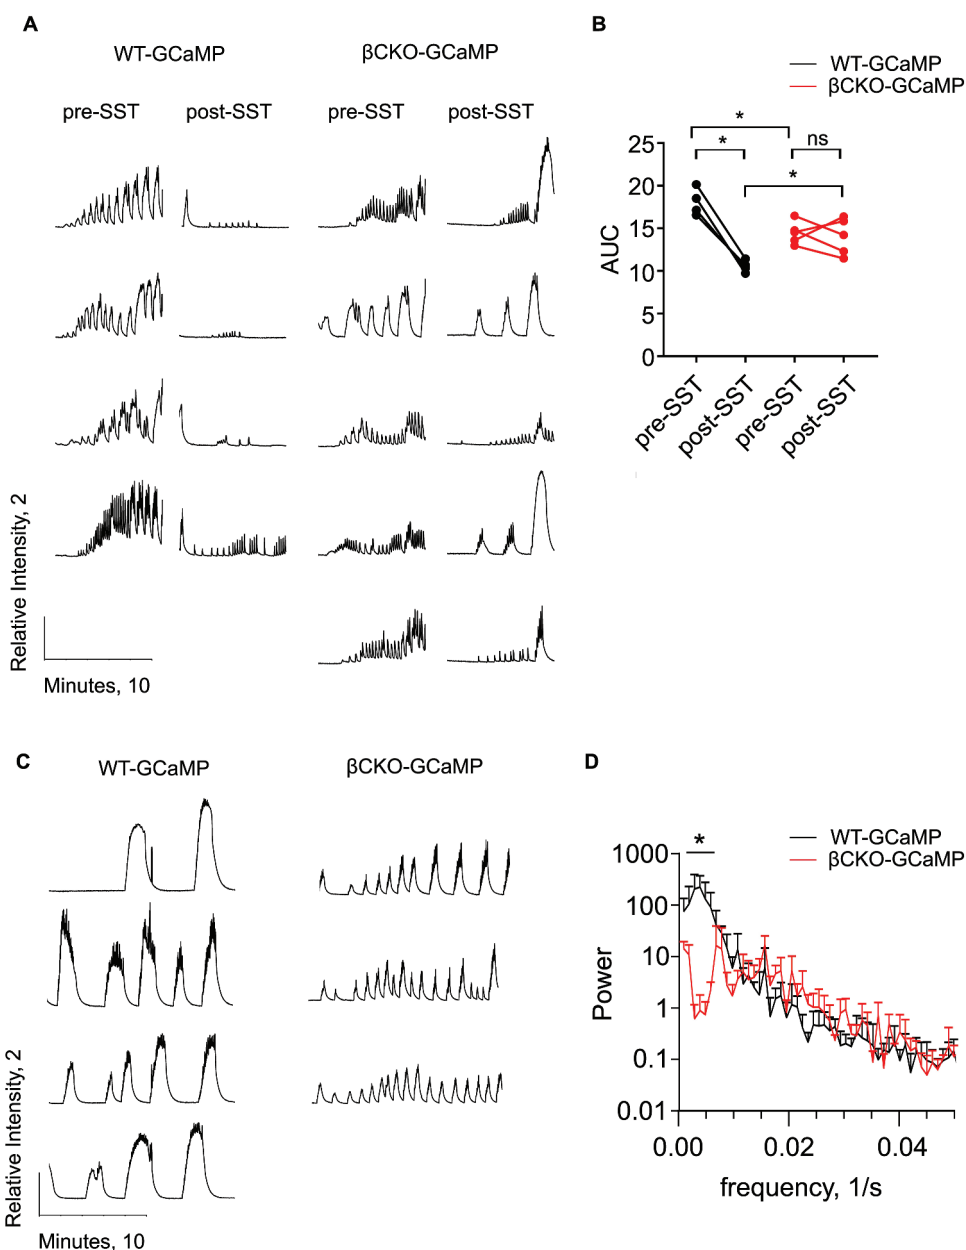 A
WT-GCaMP
βCKO-GCaMP
pre-SST
post-SST
pre-SST
post-SST
Relative Intensity, 2
Minutes, 10
B
WT-GCaMP
βCKO-GCaMP
*
*
ns
*
25
20
15
10
5
0
AUC
pre-SST
post-SST
pre-SST
post-SST
C
WT-GCaMP
βCKO-GCaMP
Relative Intensity, 2
Minutes, 10
D
WT-GCaMP
βCKO-GCaMP
*
1000
100
10
1
0.1
0.01
Power
0.00
0.02
0.04
frequency, 1/s